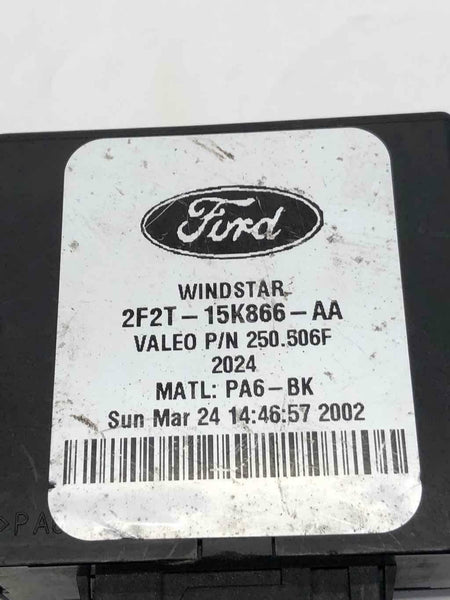 Ford
WINDSTAR
2F2T-15K866-AA
VALEO P/N 250.506F
2024
MATL: PA6-BK
Sun Mar 24 14:46:57 2002